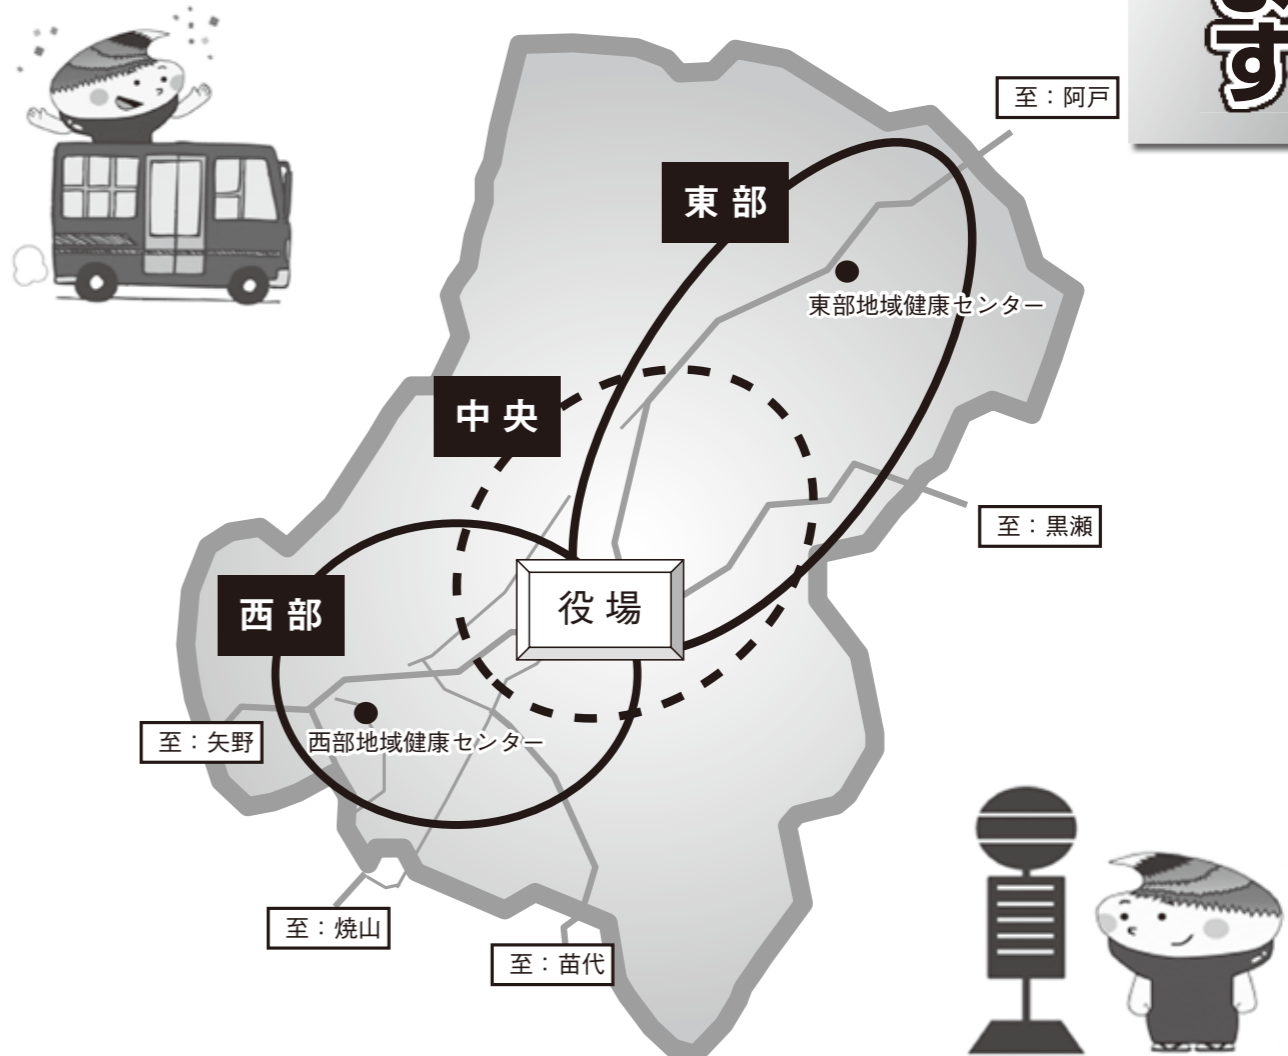 す
至：阿戸
東部
東部地域健康センター
中央
至：黒瀬
役場
西部
西部地域健康センター
至：矢野
至：焼山
至：苗代